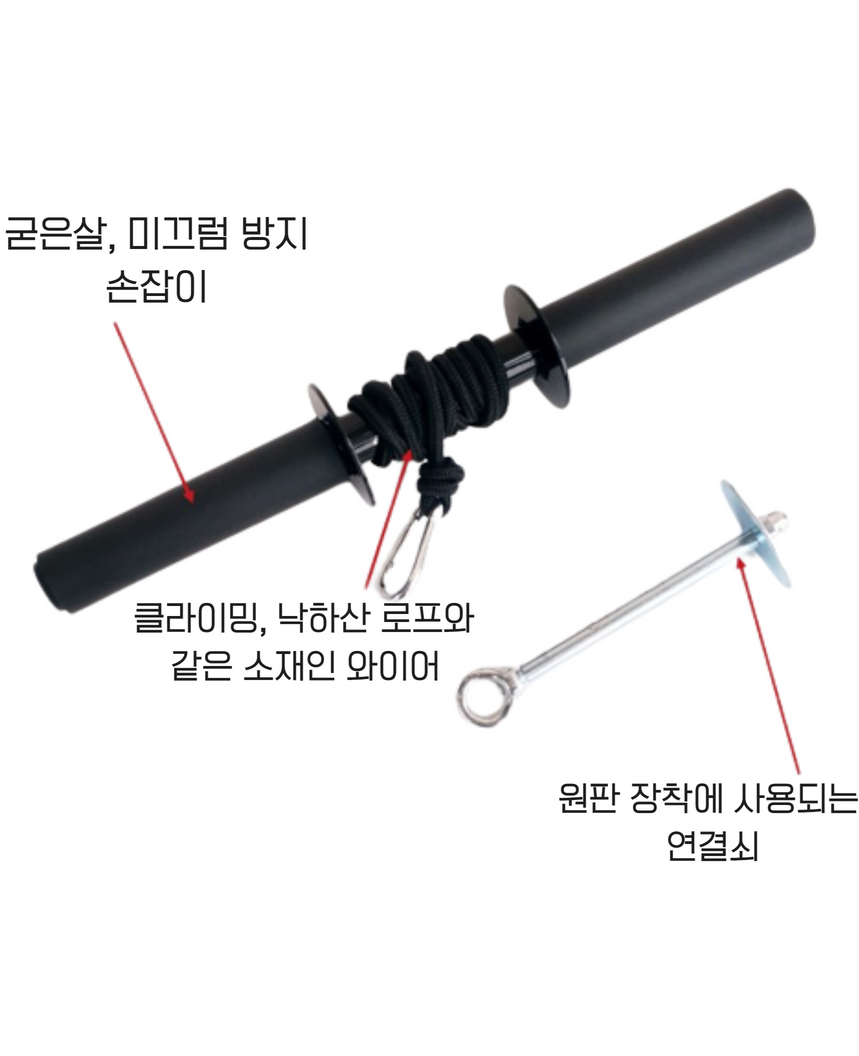 굳은살, 미끄럼 방지
손잡이
클라이밍, 낙하산 로프와
같은 소재인 와이어
원판 장착에 사용되는
연결쇠